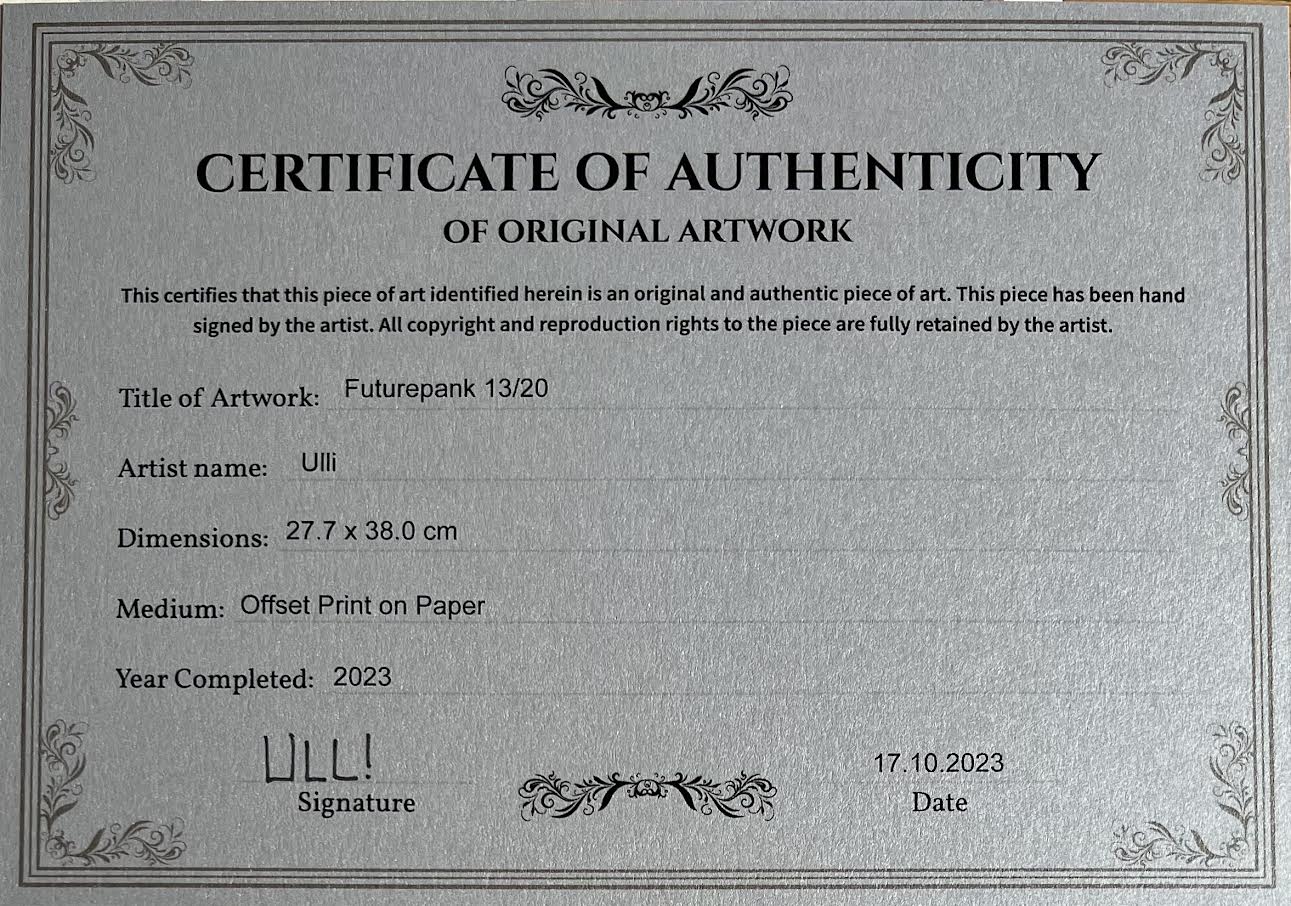 CERTIFICATE OF AUTHENTICITY
OF ORIGINAL ARTWORK
This certifies that this piece of art identified herein is an original and authentic piece of art. This piece has been hand
signed by the artist. All copyright and reproduction rights to the piece are fully retained by the artist.
Title of Artwork: Futurepank 13/20
Artist name: Ulli
Dimensions: 27.7 x 38.0 cm
Medium: Offset Print on Paper
Year Completed: 2023
ULL!
17.10.2023
Signature
Date